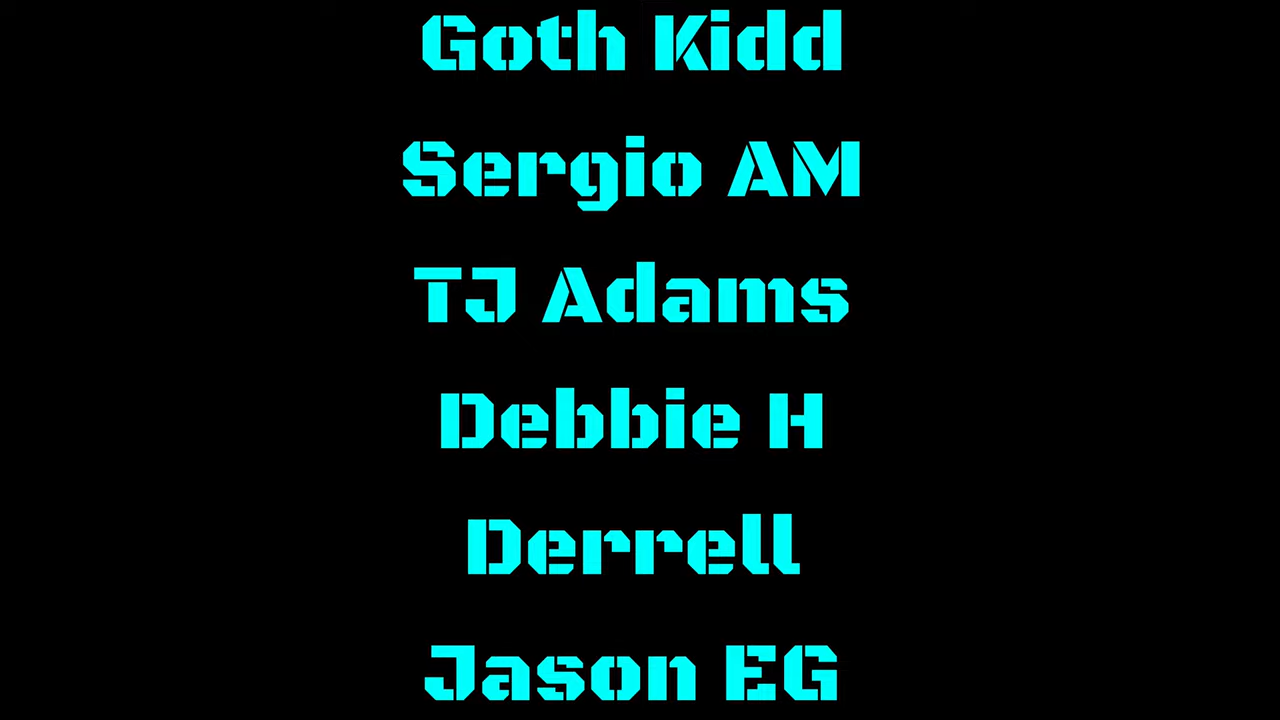 Goth Kidd
Sergio AM
TJ Adams
Debbie H
Derrell
Jason EG